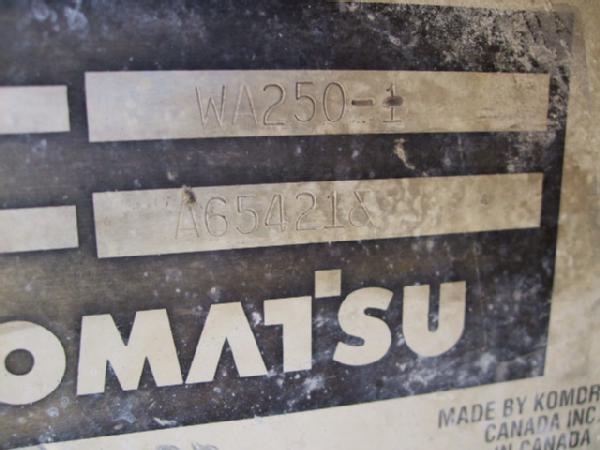 WA250-1
A65421&
OMATSU
MADE BY KOMDR
CANADA INC.
IN CANADA